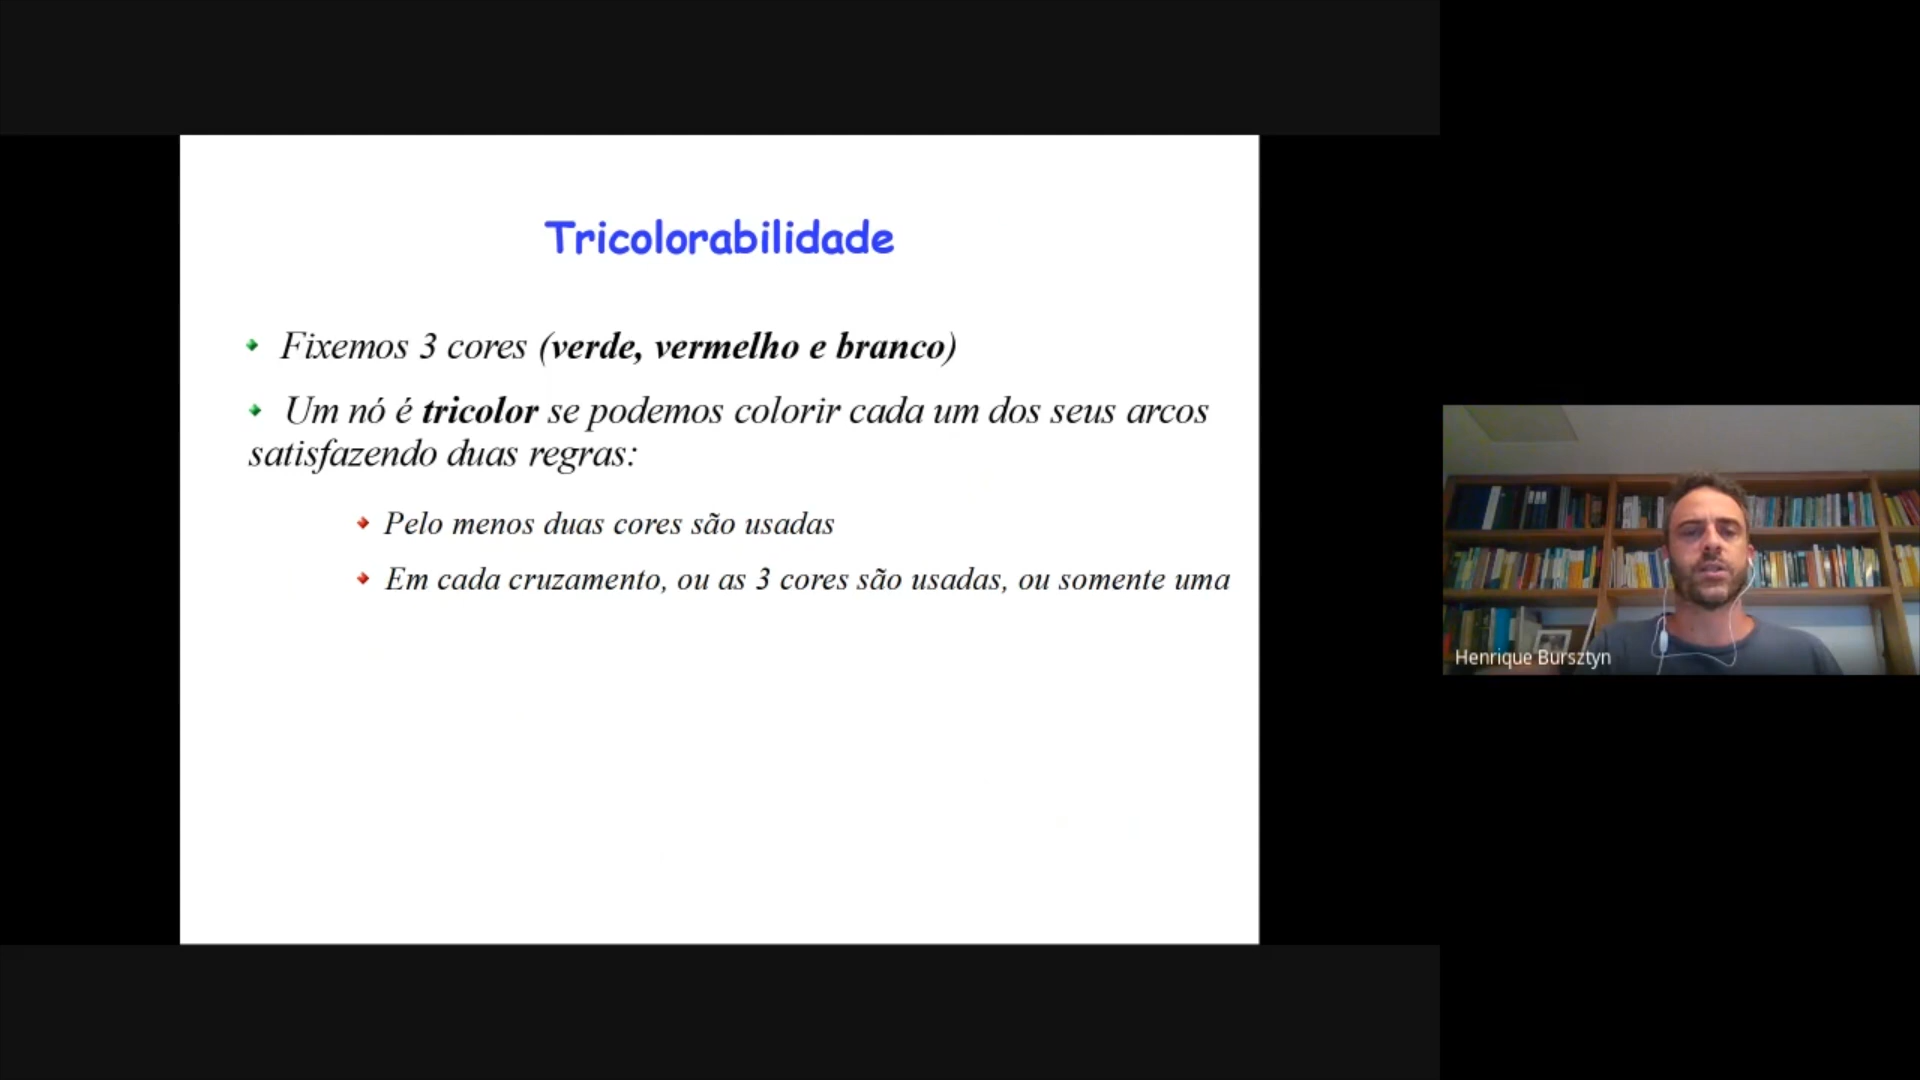 Tricolorabilidade
Fixemos 3 cores (verde, vermelho e branco)
Um nó é tricolor se podemos colorir cada um dos seus arcos
satisfazendo duas regras:
Pelo menos duas cores são usadas
Em cada cruzamento, ou as 3 cores são usadas, ou somente uma
Henrique Bursztyn